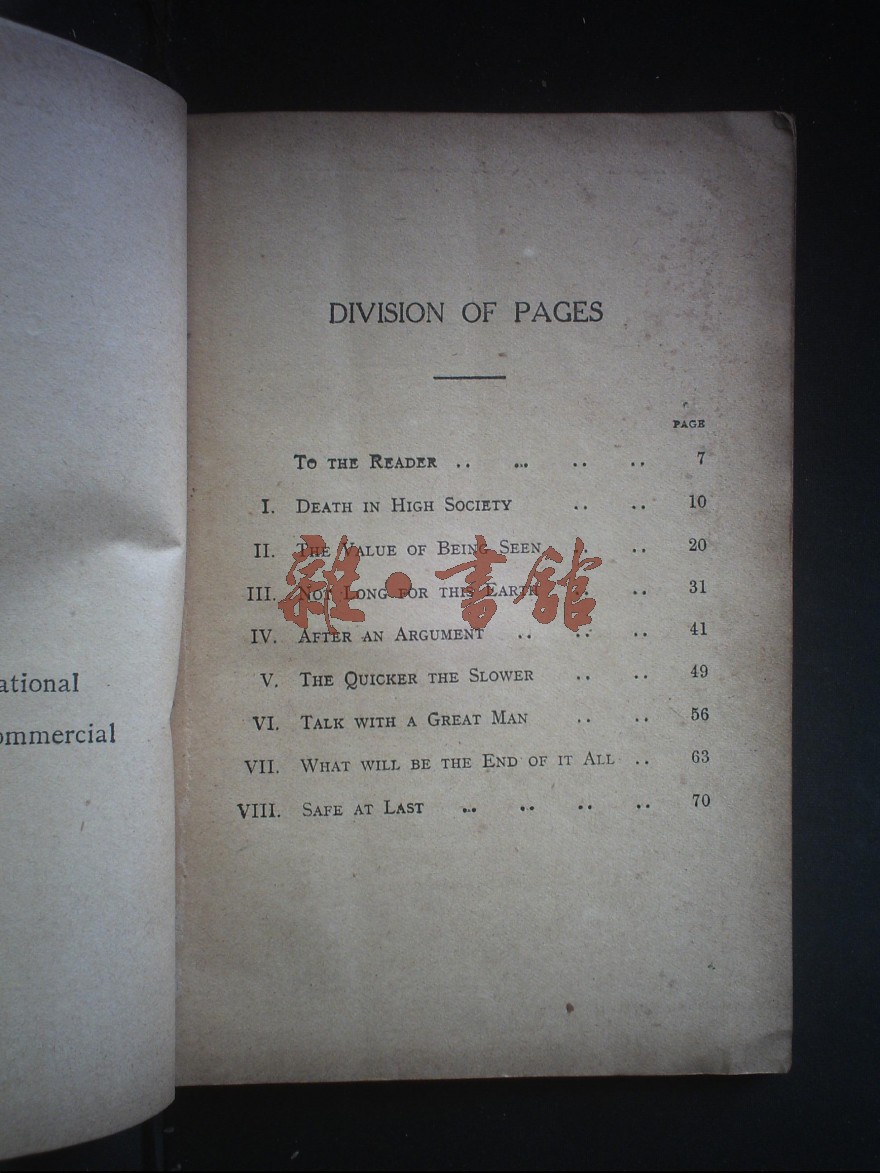 ational
ommercial
DIVISION OF PAGES
PAGE
To the Reader .. ... .. .. 7
I. Death in High Society .. .. 10
II. The Value of Being Seen .. .. 20
III. Not Long for this Earth .. .. 31
IV. After an Argument .. .. .. 41
V. The Quicker the Slower .. .. 49
VI. Talk with a Great Man .. .. 56
VII. What will be the End of it All .. 63
VIII. Safe at Last ... ... .. .. 70
雜·書館